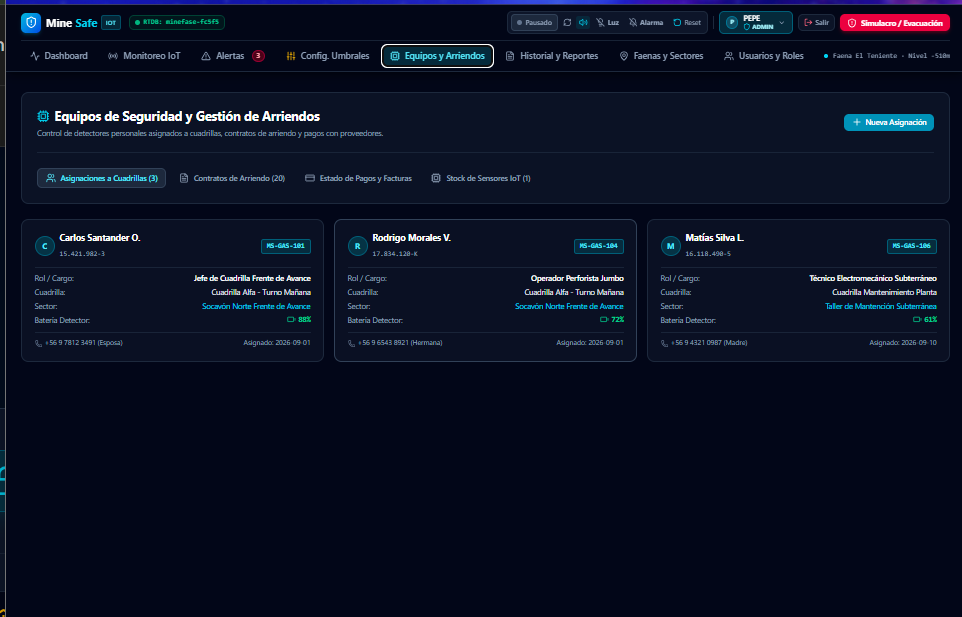 Mine Safe IOT RTDB: minefase-fc5f5 Pausado Luz Alarma Reset P PEPE ADMIN Salir Simulacro / Evacuación
Dashboard Monitoreo IoT Alertas 3 Config. Umbrales Equipos y Arriendos Historial y Reportes Faenas y Sectores Usuarios y Roles Faena El Teniente - Nivel -510m
Equipos de Seguridad y Gestión de Arriendos
Control de detectores personales asignados a cuadrillas, contratos de arriendo y pagos con proveedores.
Nueva Asignación
Asignaciones a Cuadrillas (3) Contratos de Arriendo (20) Estado de Pagos y Facturas Stock de Sensores IoT (1)
C Carlos Santander O.
15.421.982-3
MS-GAS-101
Rol / Cargo: Jefe de Cuadrilla Frente de Avance
Cuadrilla: Cuadrilla Alfa - Turno Mañana
Sector: Socavón Norte Frente de Avance
Batería Detector: 88%
+56 9 7812 3491 (Esposa) Asignado: 2026-09-01
R Rodrigo Morales V.
17.834.120-K
MS-GAS-104
Rol / Cargo: Operador Perforista Jumbo
Cuadrilla: Cuadrilla Alfa - Turno Mañana
Sector: Socavón Norte Frente de Avance
Batería Detector: 72%
+56 9 6543 8921 (Hermana) Asignado: 2026-09-01
M Matías Silva L.
16.118.490-5
MS-GAS-106
Rol / Cargo: Técnico Electromecánico Subterráneo
Cuadrilla: Cuadrilla Mantenimiento Planta
Sector: Taller de Mantención Subterránea
Batería Detector: 61%
+56 9 4321 0987 (Madre) Asignado: 2026-09-10